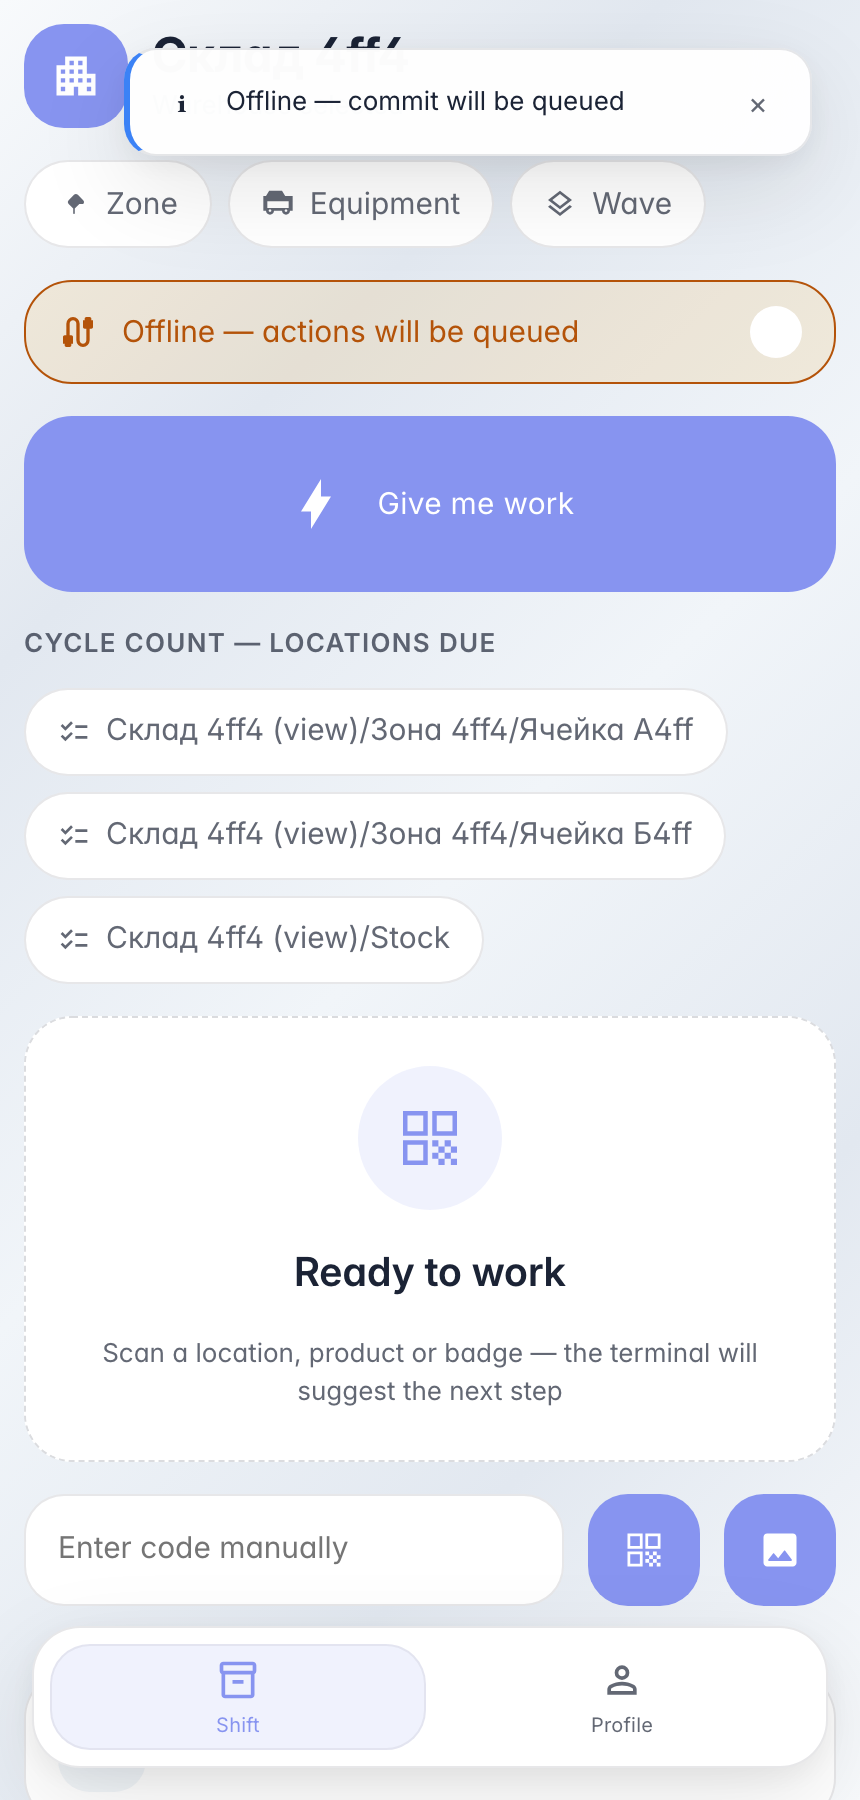 Склад 4ff4
Offline — commit will be queued
Zone
Equipment
Wave
Offline — actions will be queued
Give me work
CYCLE COUNT — LOCATIONS DUE
Склад 4ff4 (view)/Зона 4ff4/Ячейка А4ff
Склад 4ff4 (view)/Зона 4ff4/Ячейка Б4ff
Склад 4ff4 (view)/Stock
Ready to work
Scan a location, product or badge — the terminal will
suggest the next step
Enter code manually
Shift
Profile